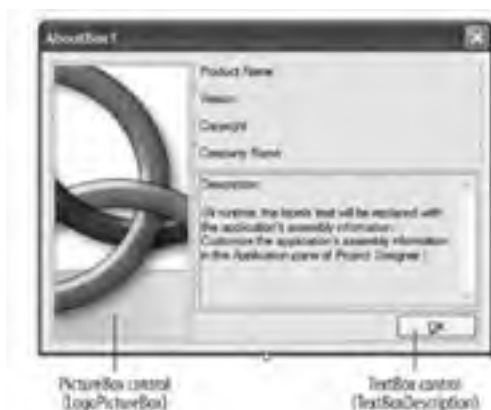 AboutBox1
Product Name
Version
Copyright
Company Name
Description:
(At runtime, the labels' text will be replaced with
the application's assembly information.
Customize the application's assembly information
in the Application pane of Project Designer.)
OK
PictureBox control
(LogoPictureBox)
TextBox control
(TextBoxDescription)